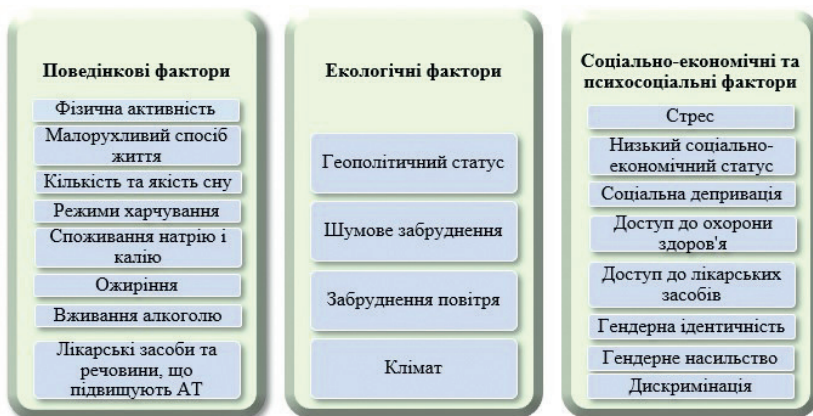 Поведінкові фактори
Фізична активність
Малорухливий спосіб
життя
Кількість та якість сну
Режими харчування
Споживання натрію і
калію
Ожиріння
Вживання алкоголю
Лікарські засоби та
речовини, що
підвищують АТ
Екологічні фактори
Геополітичний статус
Шумове забруднення
Забруднення повітря
Клімат
Соціально-економічні та
психосоціальні фактори
Стрес
Низький соціально-
економічний статус
Соціальна депривація
Доступ до охорони
здоров'я
Доступ до лікарських
засобів
Гендерна ідентичність
Гендерне насильство
Дискримінація